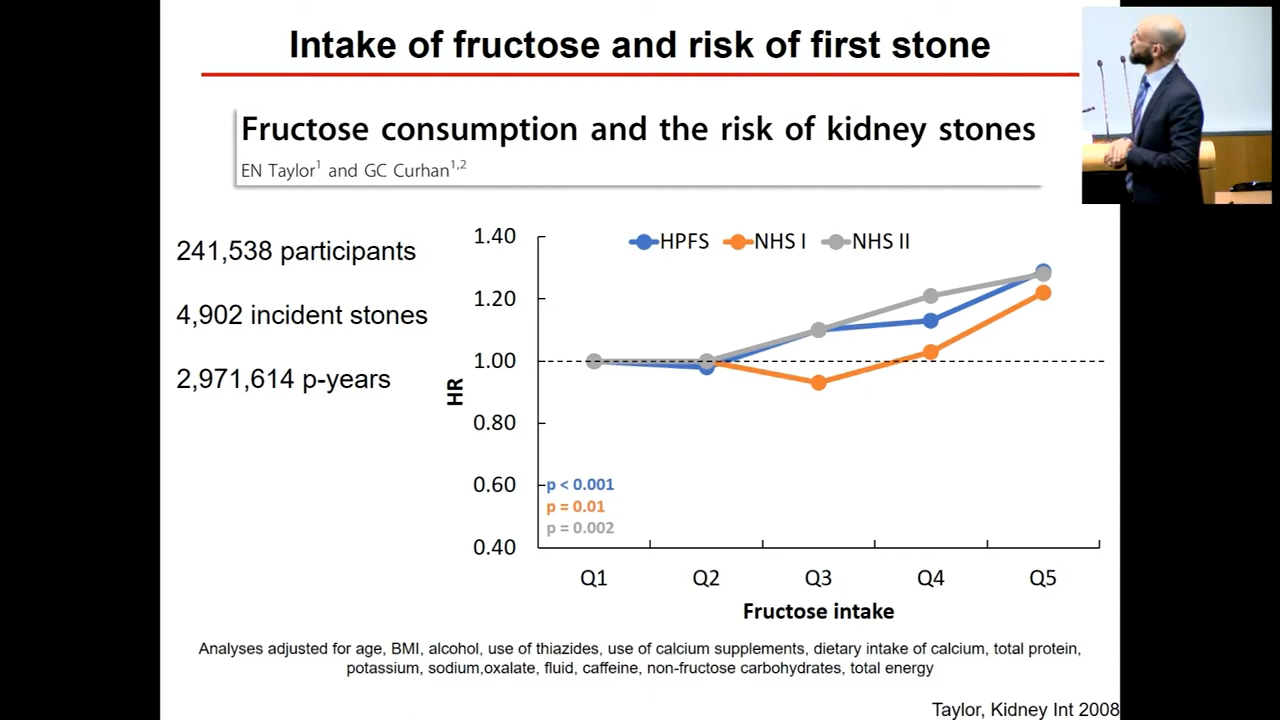 Intake of fructose and risk of first stone
Fructose consumption and the risk of kidney stones
EN Taylor¹ and GC Curhan¹,²
241,538 participants
4,902 incident stones
2,971,614 p-years
HPFS NHS I NHS II
1.40
1.20
1.00
0.80
0.60
0.40
HR
p < 0.001
p = 0.01
p = 0.002
Q1 Q2 Q3 Q4 Q5
Fructose intake
Analyses adjusted for age, BMI, alcohol, use of thiazides, use of calcium supplements, dietary intake of calcium, total protein,
potassium, sodium,oxalate, fluid, caffeine, non-fructose carbohydrates, total energy
Taylor, Kidney Int 2008